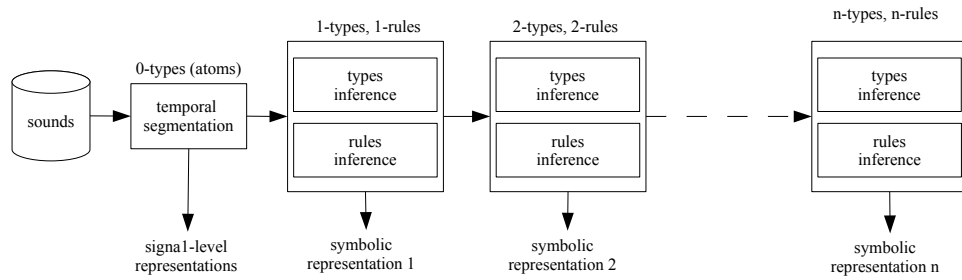 1-types, 1-rules
2-types, 2-rules
n-types, n-rules
0-types (atoms)
sounds
temporal
segmentation
types
inference
rules
inference
types
inference
rules
inference
types
inference
rules
inference
signa1-level
representations
symbolic
representation 1
symbolic
representation 2
symbolic
representation n